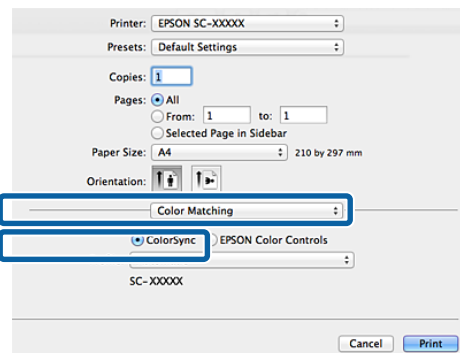 Printer: EPSON SC-XXXXX
Presets: Default Settings
Copies: 1
Pages: All
From: 1 to: 1
Selected Page in Sidebar
Paper Size: A4 210 by 297 mm
Orientation:
Color Matching
ColorSync EPSON Color Controls
SC-XXXXX
Cancel Print